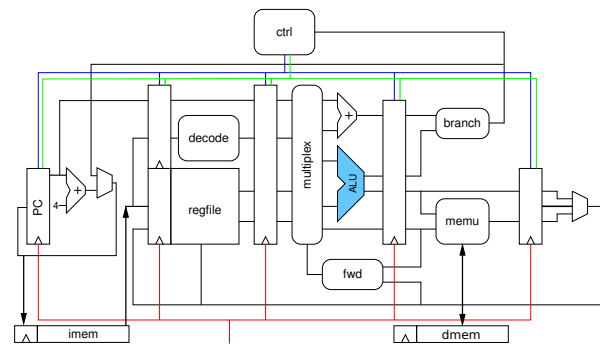 ctrl
branch
decode
+
multiplex
ALU
PC
4
+
regfile
memu
fwd
imem
dmem